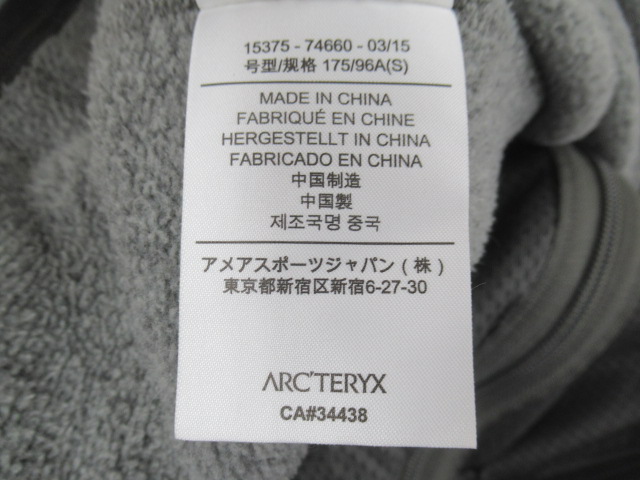 15375 - 74660 - 03/15
号型/规格 175/96A(S)
MADE IN CHINA
FABRIQUÉ EN CHINE
HERGESTELLT IN CHINA
FABRICADO EN CHINA
中国制造
中国製
제조국명 중국
アメアスポーツジャパン ( 株 )
東京都新宿区新宿6-27-30
ARC'TERYX
CA#34438